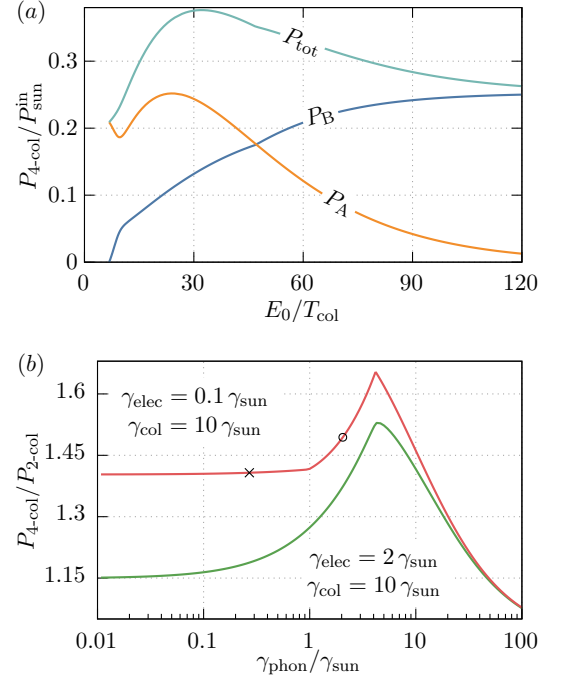 (a)
P_tot
P_B
P_A
0.3
0.2
0.1
0
P_4-col/P_sun^in
0 30 60 90 120
E_0/T_col
(b)
γ_elec = 0.1 γ_sun
γ_col = 10 γ_sun
1.6
1.45
1.3
1.15
P_4-col/P_2-col
γ_elec = 2 γ_sun
γ_col = 10 γ_sun
0.01 0.1 1 10 100
γ_phon/γ_sun